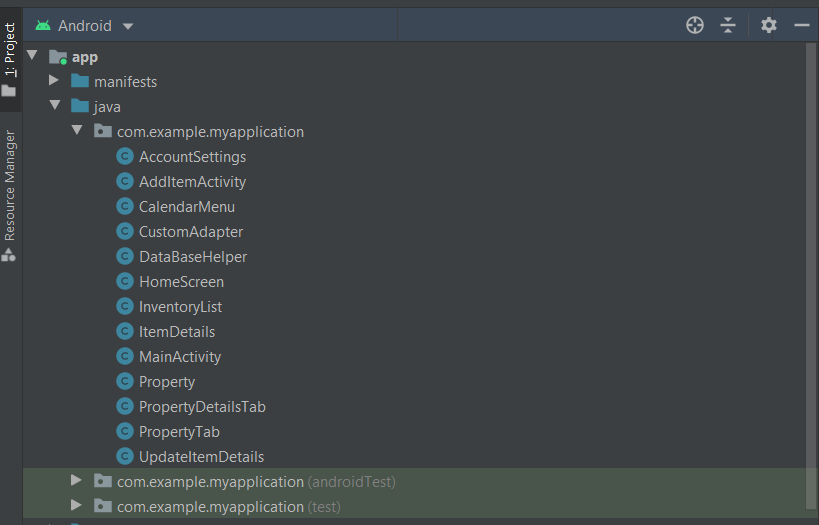 Android
1: Project
app
manifests
java
com.example.myapplication
AccountSettings
AddItemActivity
Resource Manager
CalendarMenu
CustomAdapter
DataBaseHelper
HomeScreen
InventoryList
ItemDetails
MainActivity
Property
PropertyDetailsTab
PropertyTab
UpdateItemDetails
com.example.myapplication (androidTest)
com.example.myapplication (test)